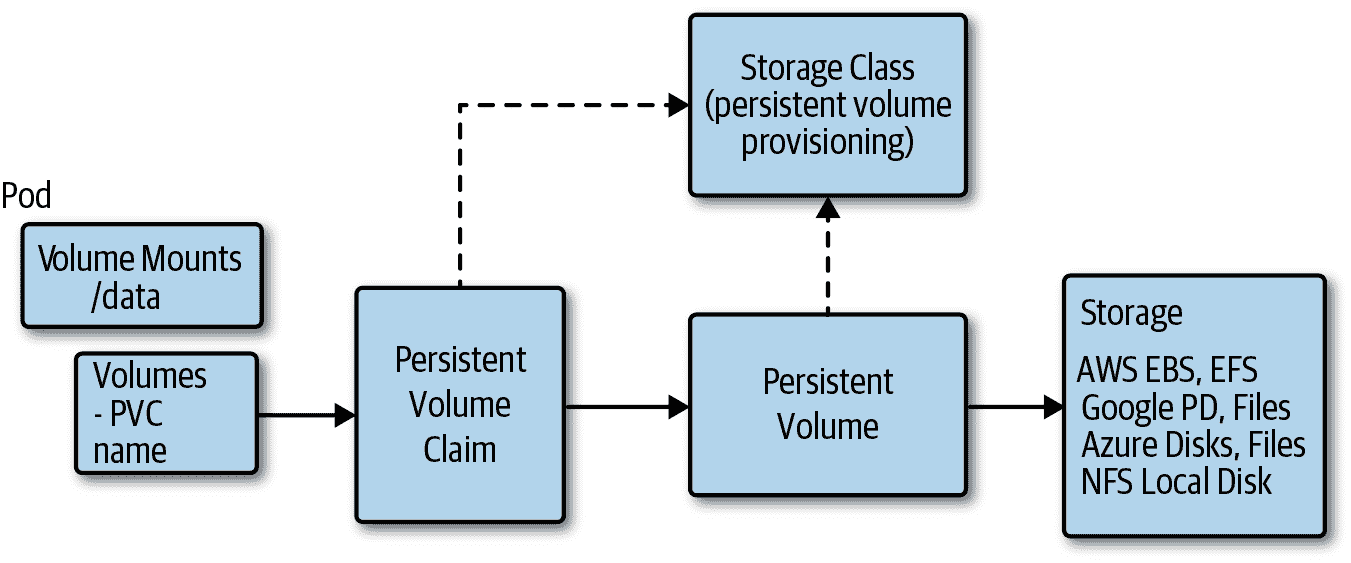 Storage Class
(persistent volume
provisioning)
Pod
Volume Mounts
/data
Volumes
- PVC
name
Persistent
Volume
Claim
Persistent
Volume
Storage
AWS EBS, EFS
Google PD, Files
Azure Disks, Files
NFS Local Disk